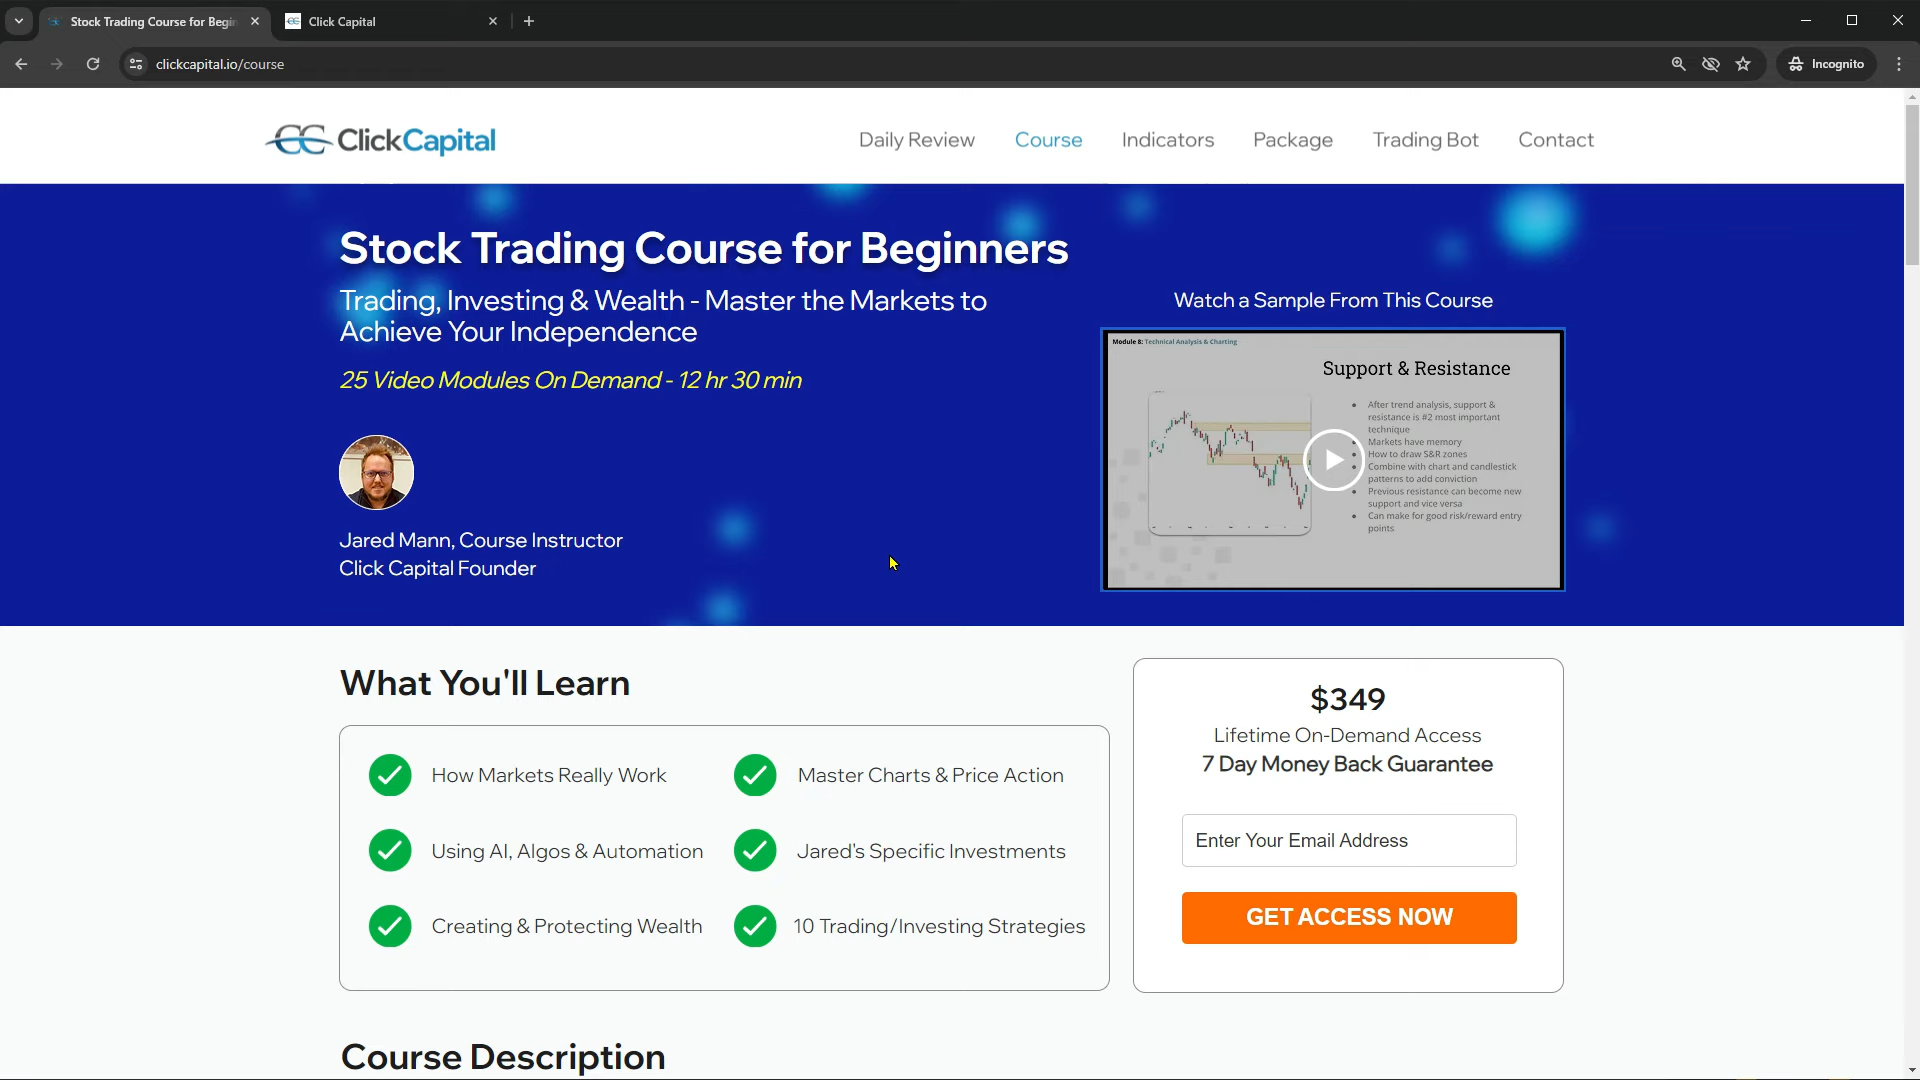 Stock Trading Course for Begin
Click Capital
clickcapital.io/course
Incognito
ClickCapital
Daily Review
Course
Indicators
Package
Trading Bot
Contact
Stock Trading Course for Beginners
Trading, Investing & Wealth - Master the Markets to
Achieve Your Independence
25 Video Modules On Demand - 12 hr 30 min
Jared Mann, Course Instructor
Click Capital Founder
Watch a Sample From This Course
Module 8: Technical Analysis & Charting
Support & Resistance
After trend analysis, support &
resistance is #2 most important
technique
Markets have memory
How to draw S&R zones
Combine with chart and candlestick
patterns to add conviction
Previous resistance can become new
support and vice versa
Can make for good risk/reward entry
points
What You'll Learn
How Markets Really Work
Master Charts & Price Action
Using AI, Algos & Automation
Jared's Specific Investments
Creating & Protecting Wealth
10 Trading/Investing Strategies
$349
Lifetime On-Demand Access
7 Day Money Back Guarantee
Enter Your Email Address
GET ACCESS NOW
Course Description